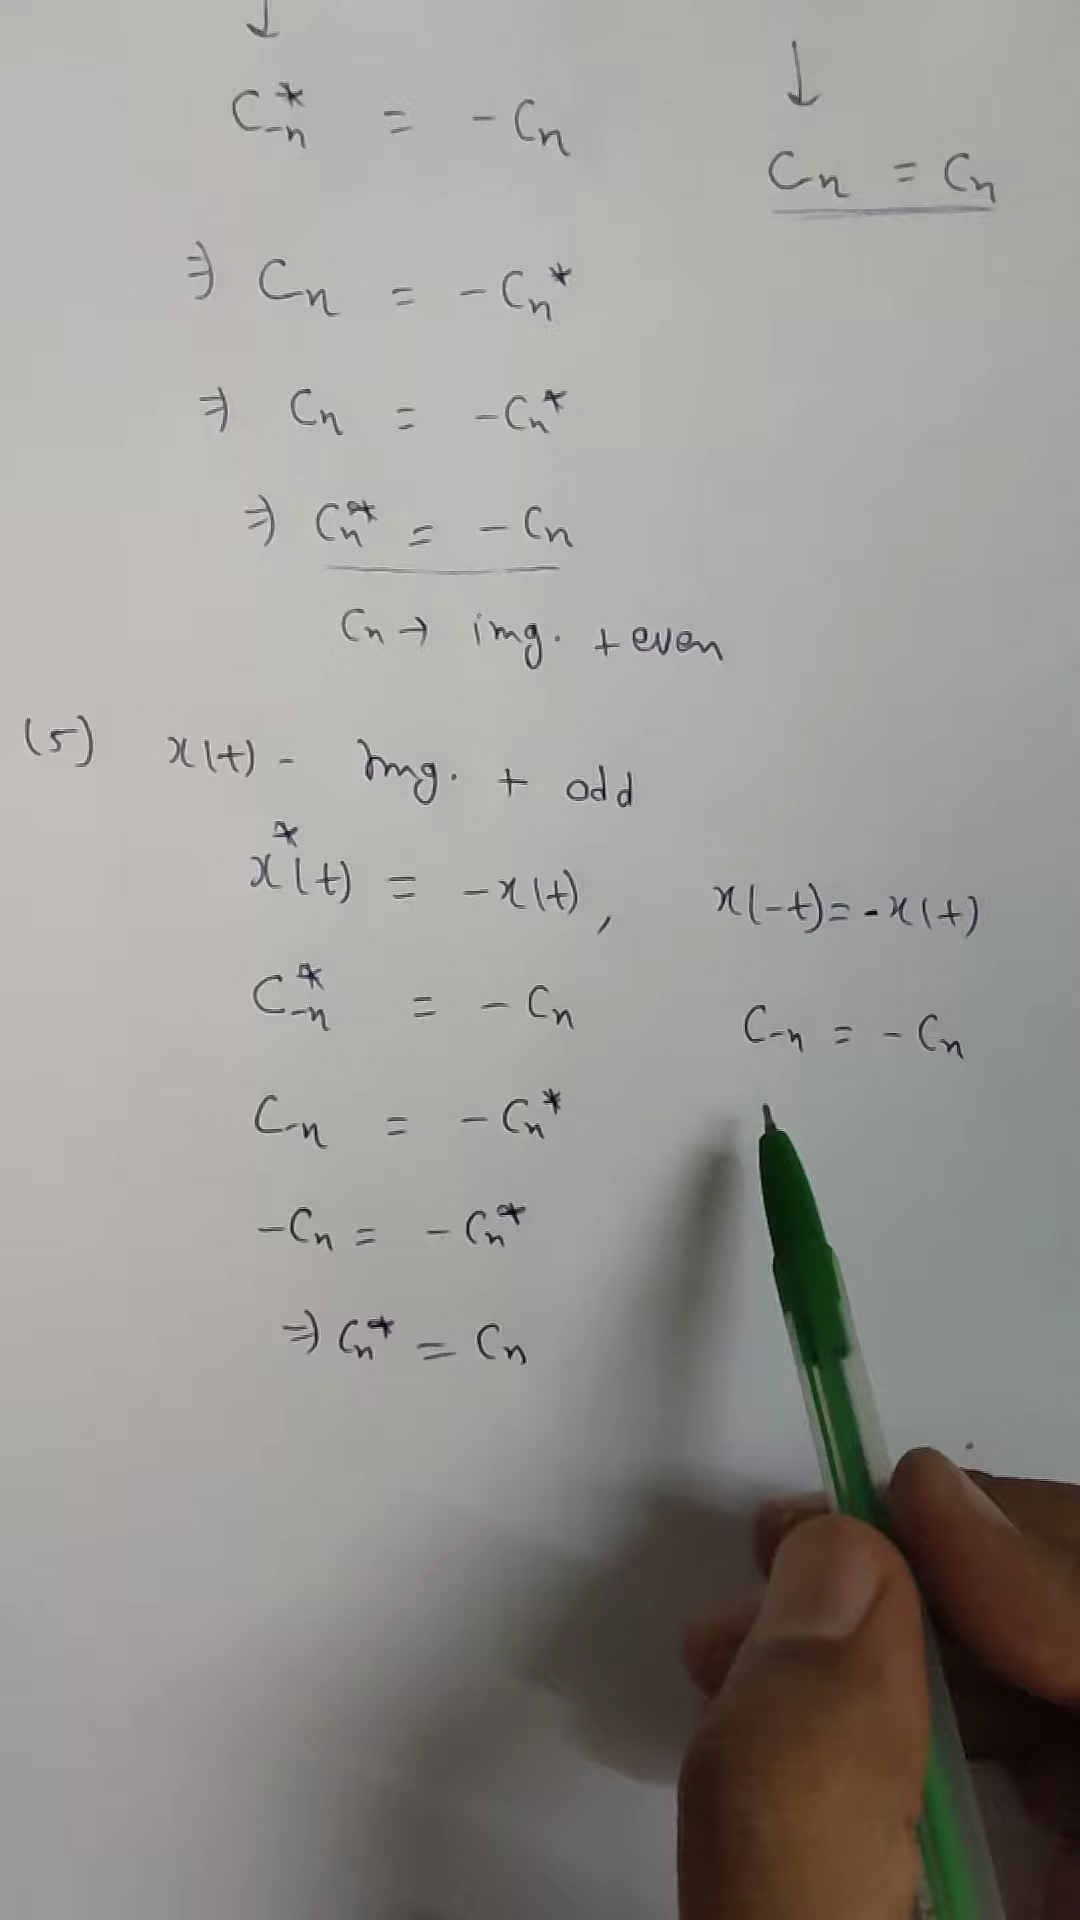 ↓ ↓
C₋ₙ* = -Cₙ
Cₙ = Cₙ
⇒ C₋ₙ = -Cₙ*
⇒ Cₙ = -Cₙ*
⇒ Cₙ* = -Cₙ
Cₙ → img. + even
(5) x(t) - Img. + odd
x*(t) = -x(t), x(-t) = -x(t)
C₋ₙ* = -Cₙ C₋ₙ = -Cₙ
C₋ₙ = -Cₙ*
-Cₙ = -Cₙ*
⇒ Cₙ* = Cₙ